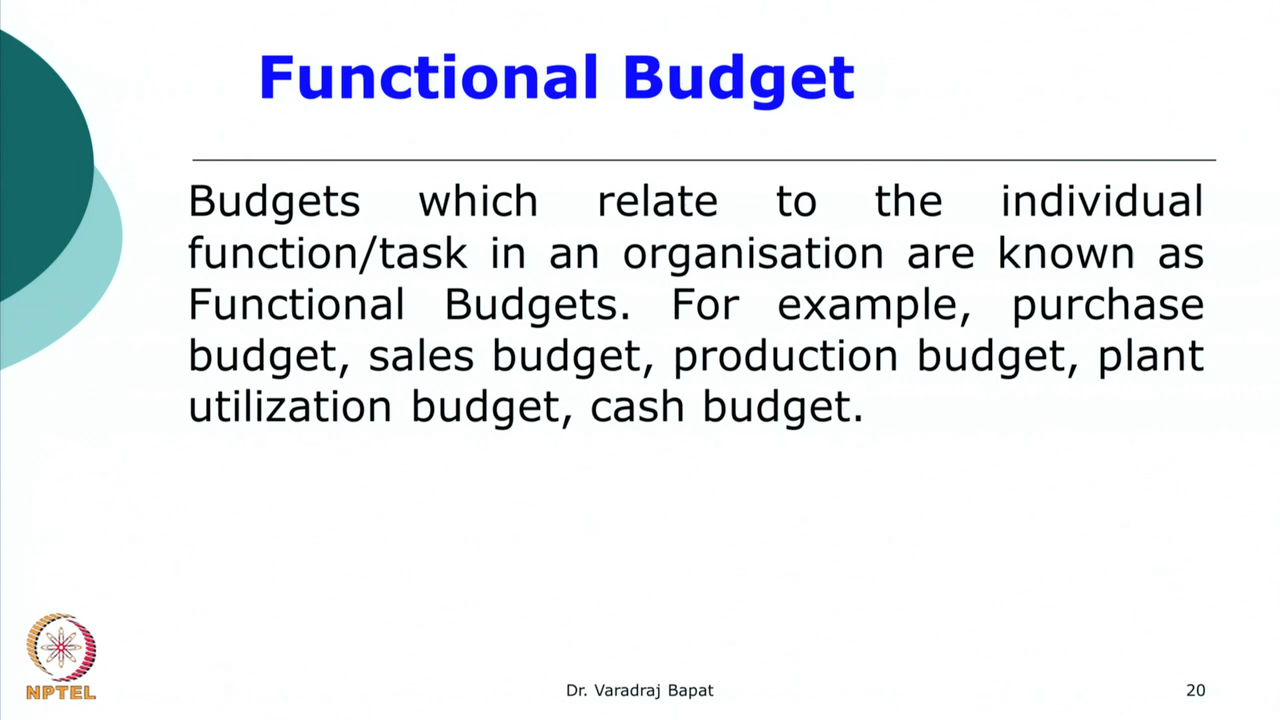 Functional Budget
Budgets which relate to the individual
function/task in an organisation are known as
Functional Budgets. For example, purchase
budget, sales budget, production budget, plant
utilization budget, cash budget.
NPTEL
Dr. Varadraj Bapat
20